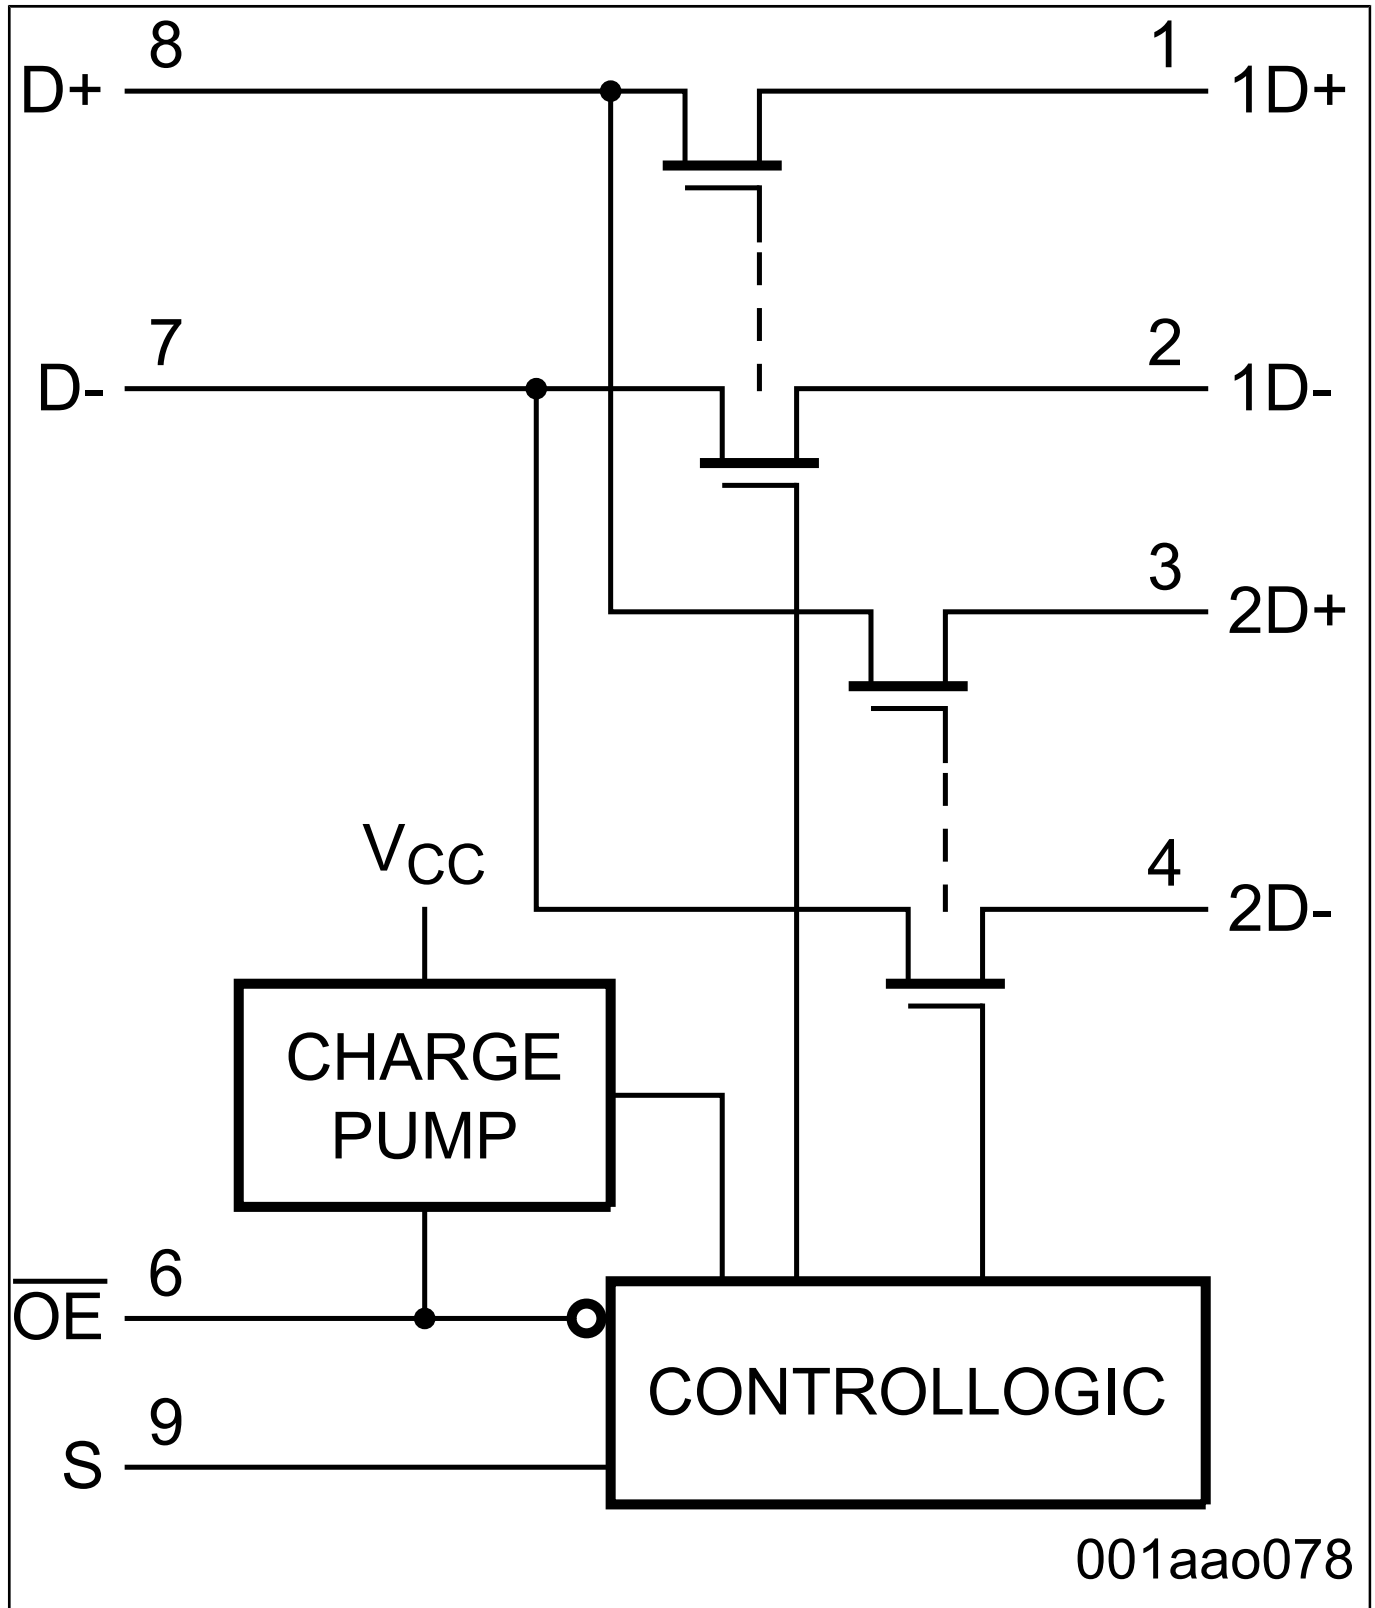 8
1
D+
1D+
7
2
D-
1D-
3
2D+
VCC
4
2D-
CHARGE
PUMP
6
OE
CONTROLLOGIC
9
S
001aao078